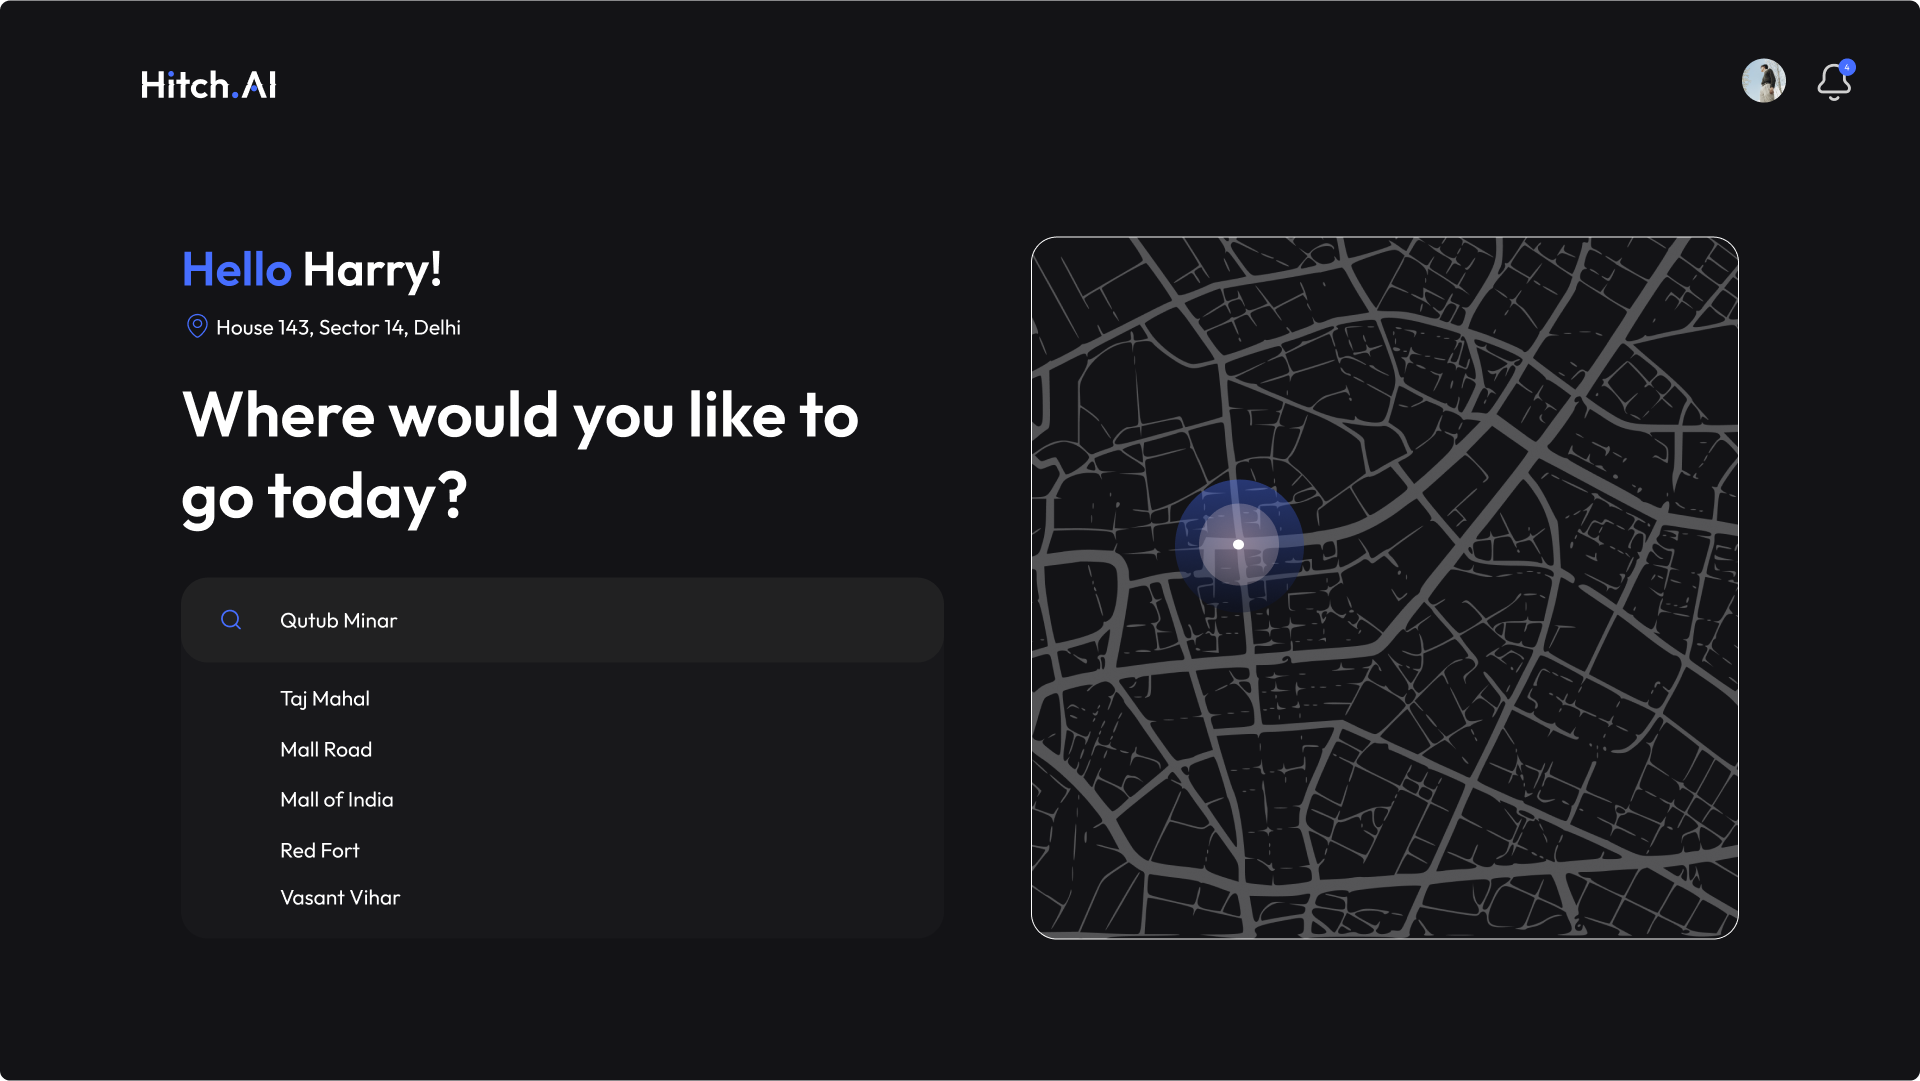 Hitch.AI
4
Hello Harry!
House 143, Sector 14, Delhi
Where would you like to
go today?
Qutub Minar
Taj Mahal
Mall Road
Mall of India
Red Fort
Vasant Vihar